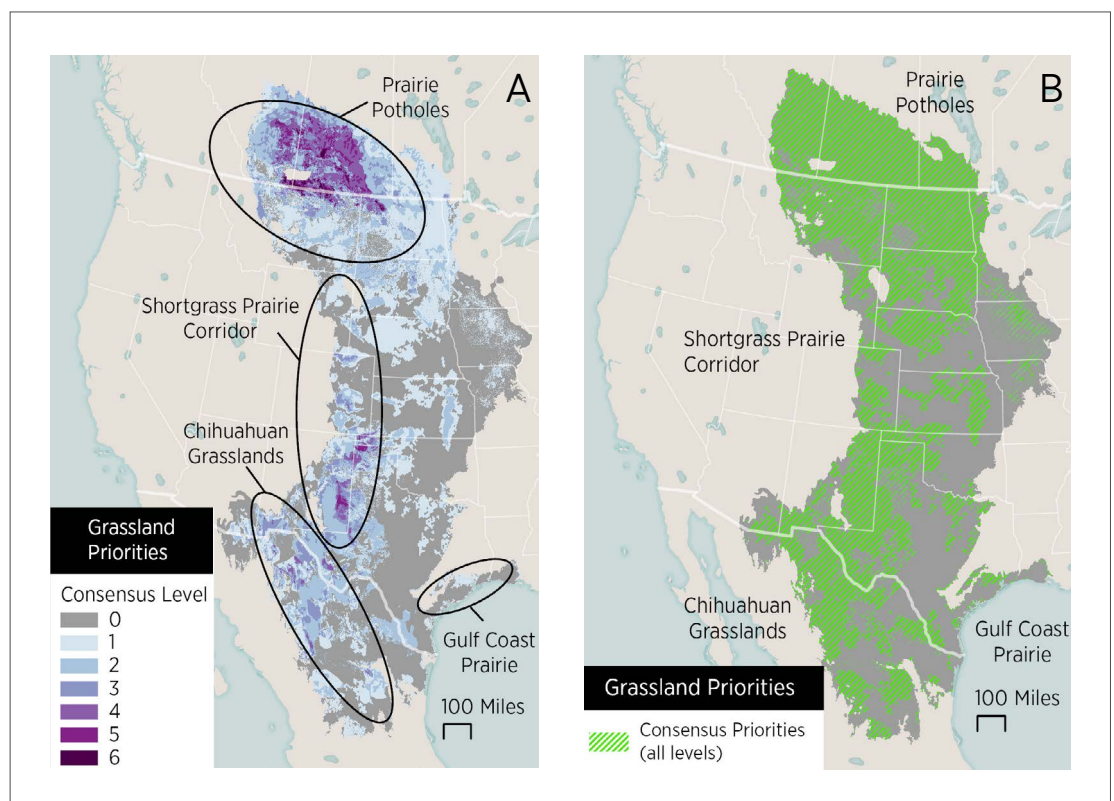 A
Prairie
Potholes
Shortgrass Prairie
Corridor
Chihuahuan
Grasslands
Gulf Coast
Prairie
100 Miles
Grassland
Priorities
Consensus Level
0
1
2
3
4
5
6
B
Prairie
Potholes
Shortgrass Prairie
Corridor
Chihuahuan
Grasslands
Gulf Coast
Prairie
100 Miles
Grassland Priorities
Consensus Priorities
(all levels)